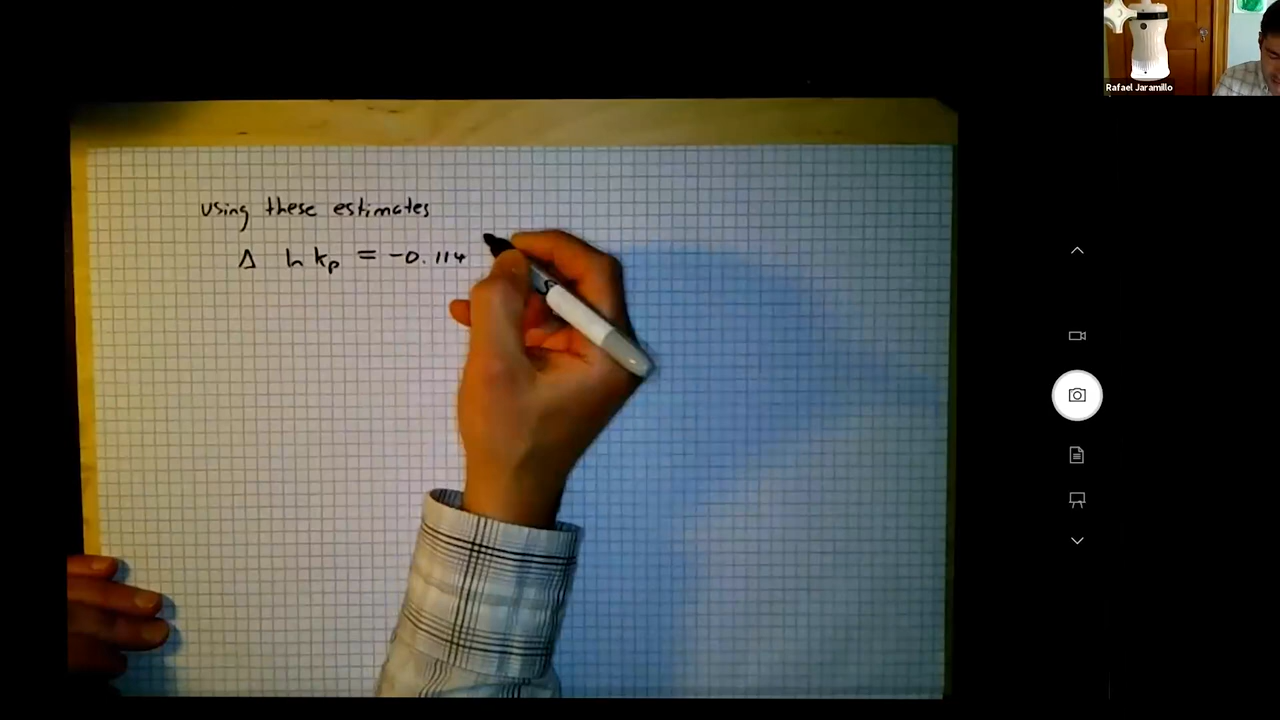 Rafael Jaramillo
using these estimates
Δ ln kp = -0.114